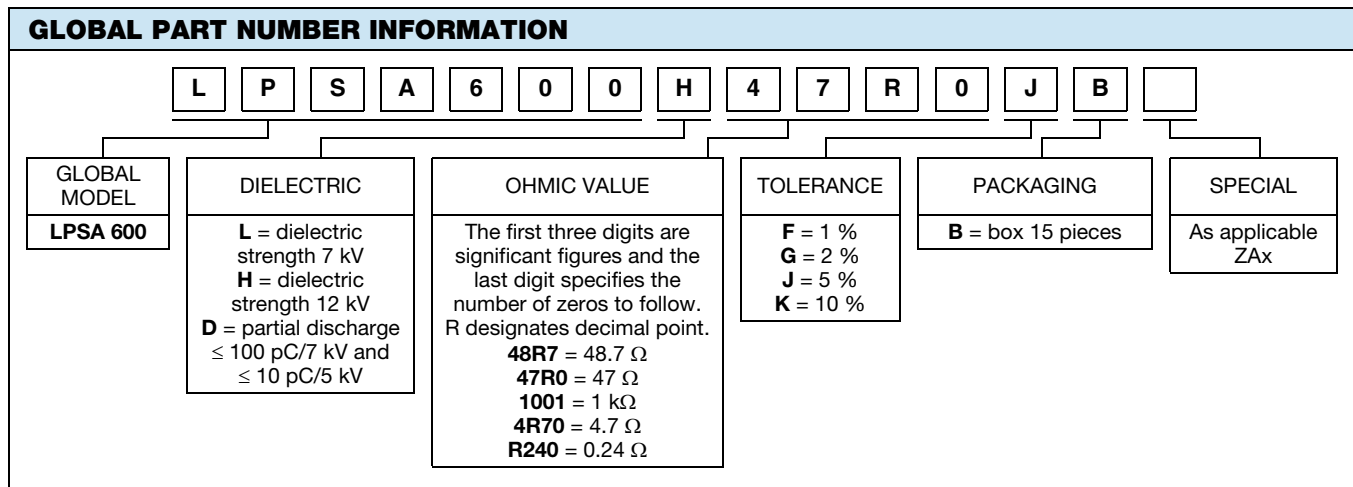 GLOBAL PART NUMBER INFORMATION
L P S A 6 0 0 H 4 7 R 0 J B
GLOBAL
MODEL
LPSA 600
DIELECTRIC
L = dielectric
strength 7 kV
H = dielectric
strength 12 kV
D = partial discharge
≤ 100 pC/7 kV and
≤ 10 pC/5 kV
OHMIC VALUE
The first three digits are
significant figures and the
last digit specifies the
number of zeros to follow.
R designates decimal point.
48R7 = 48.7 Ω
47R0 = 47 Ω
1001 = 1 kΩ
4R70 = 4.7 Ω
R240 = 0.24 Ω
TOLERANCE
F = 1 %
G = 2 %
J = 5 %
K = 10 %
PACKAGING
B = box 15 pieces
SPECIAL
As applicable
ZAx